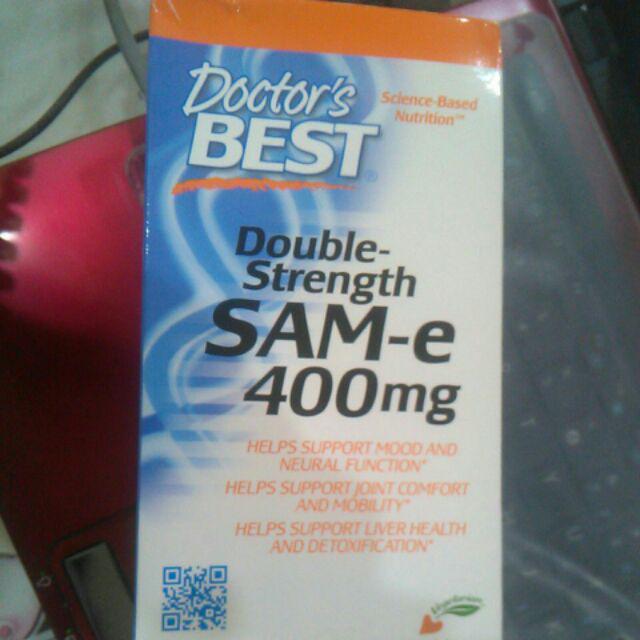 Doctor's
BEST
Science-Based
Nutrition™
Double-
Strength
SAM-e
400mg
HELPS SUPPORT MOOD AND
NEURAL FUNCTION*
HELPS SUPPORT JOINT COMFORT
AND MOBILITY*
HELPS SUPPORT LIVER HEALTH
AND DETOXIFICATION*